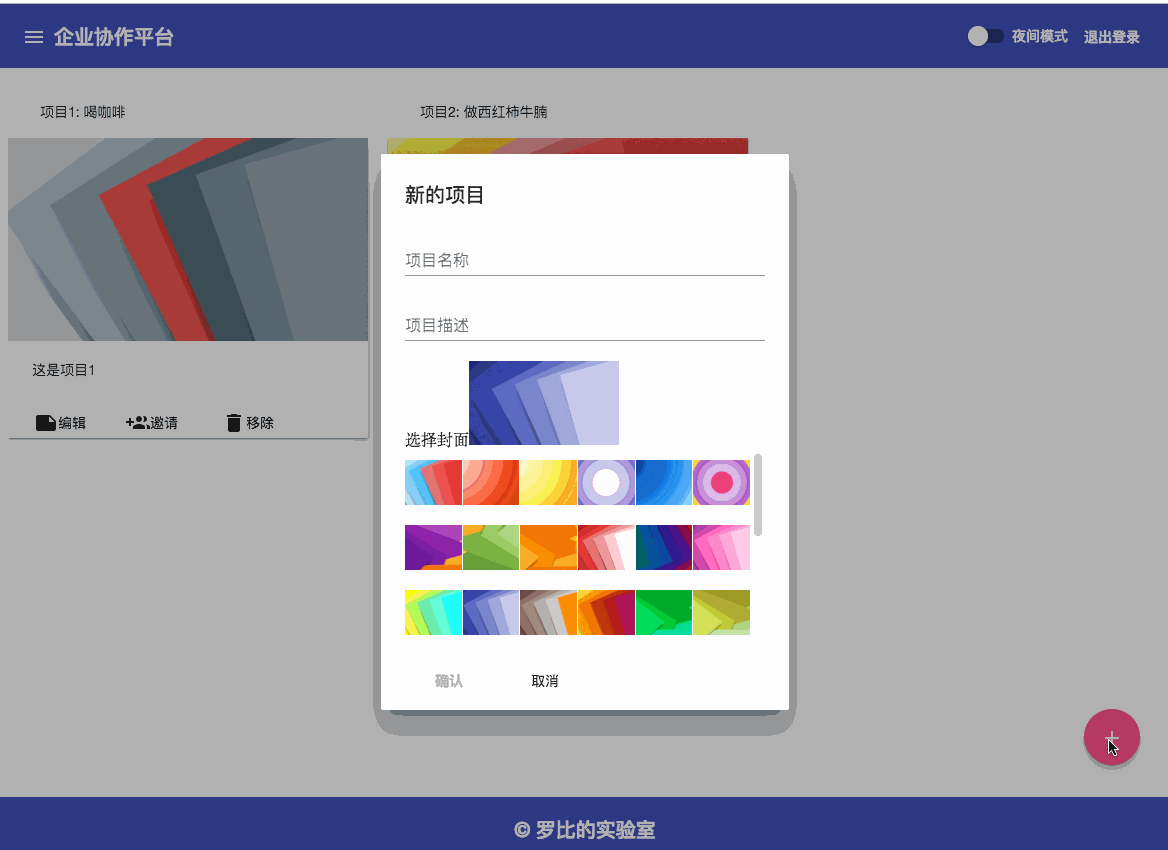 企业协作平台
夜间模式
退出登录
项目1: 喝咖啡
项目2: 做西红柿牛腩
新的项目
项目名称
项目描述
这是项目1
编辑
邀请
移除
选择封面
确认
取消
© 罗比的实验室